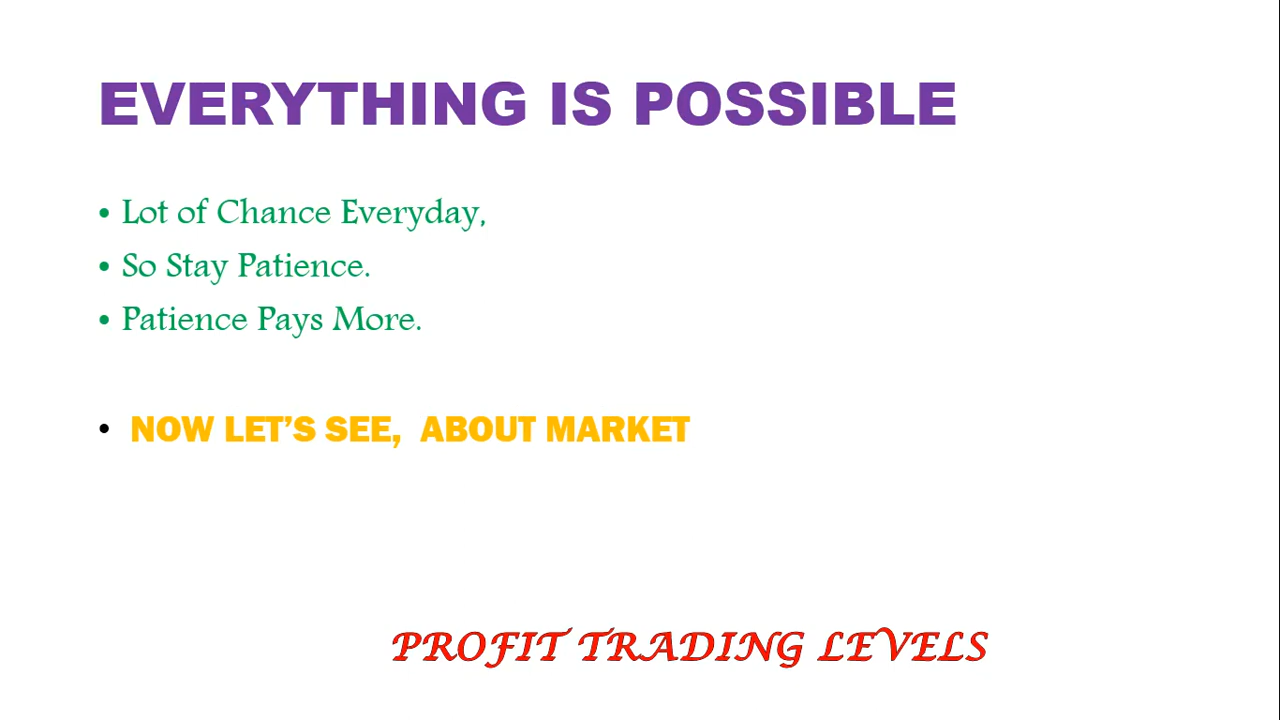 EVERYTHING IS POSSIBLE
• Lot of Chance Everyday,
• So Stay Patience.
• Patience Pays More.
• NOW LET’S SEE,  ABOUT MARKET
PROFIT TRADING LEVELS